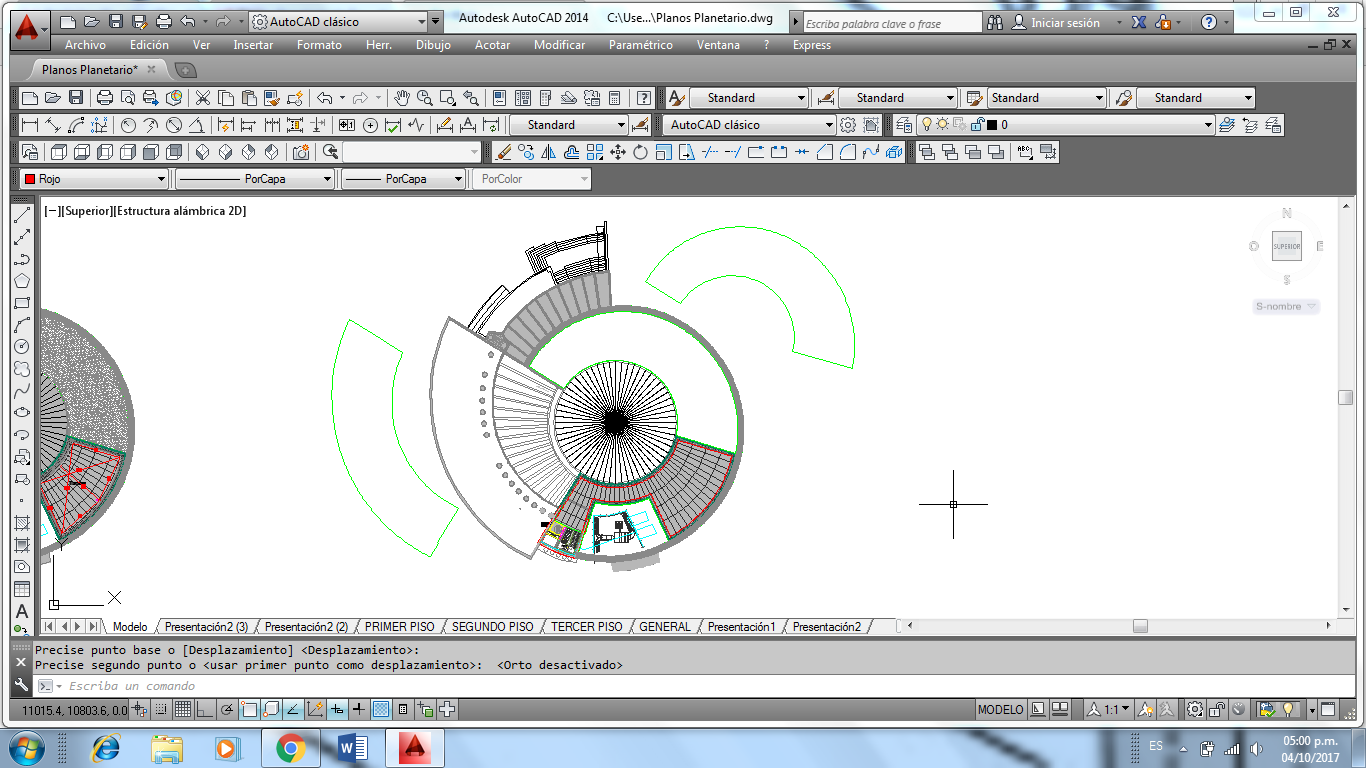 AutoCAD clásico
Autodesk AutoCAD 2014 C:\Use...\Planos Planetario.dwg
Escriba palabra clave o frase
Iniciar sesión
Archivo Edición Ver Insertar Formato Herr. Dibujo Acotar Modificar Paramétrico Ventana ? Express
Planos Planetario*
Standard Standard Standard Standard
Standard AutoCAD clásico 0
Rojo PorCapa PorCapa PorColor
[−][Superior][Estructura alámbrica 2D]
N
O SUPERIOR E
S
S-nombre
X
Modelo Presentación2 (3) Presentación2 (2) PRIMER PISO SEGUNDO PISO TERCER PISO GENERAL Presentación1 Presentación2
Precise punto base o [Desplazamiento] <Desplazamiento>:
Precise segundo punto o <usar primer punto como desplazamiento>: <Orto desactivado>
Escriba un comando
11015.4, 10803.6, 0.0
MODELO 1:1
ES
05:00 p.m.
04/10/2017